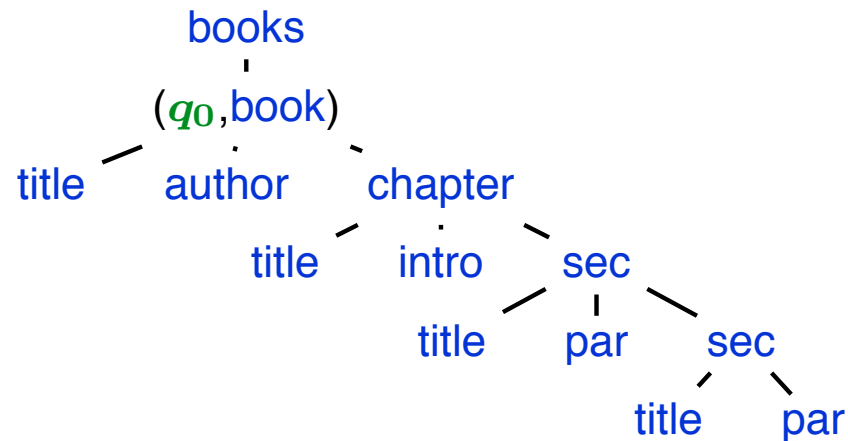 books
(q0,book)
title author chapter
title intro sec
title par sec
title par